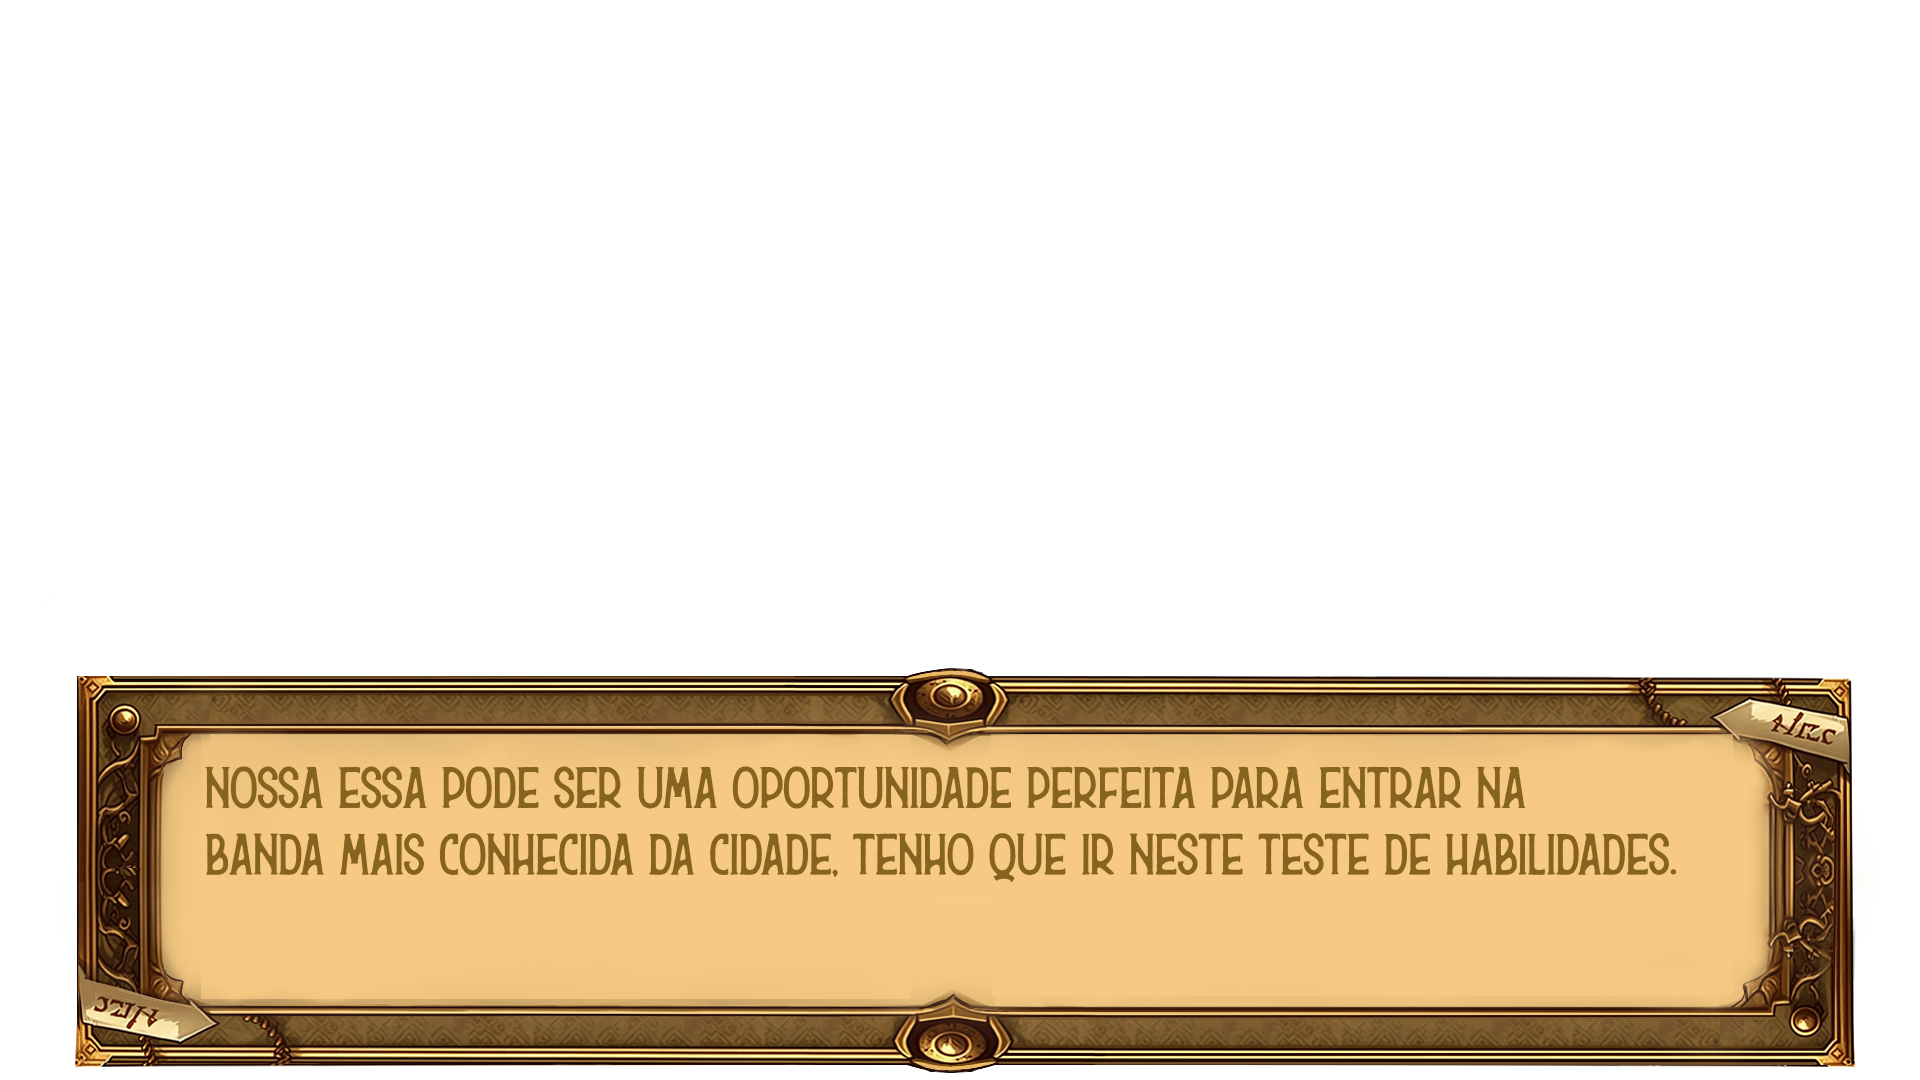 NOSSA ESSA PODE SER UMA OPORTUNIDADE PERFEITA PARA ENTRAR NA
BANDA MAIS CONHECIDA DA CIDADE, TENHO QUE IR NESTE TESTE DE HABILIDADES.